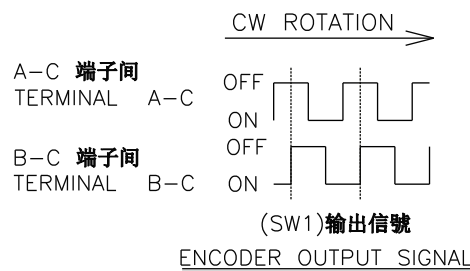 CW ROTATION
A-C 端子间
TERMINAL A-C
OFF
ON
B-C 端子间
TERMINAL B-C
OFF
ON
(SW1)输出信號
ENCODER OUTPUT SIGNAL